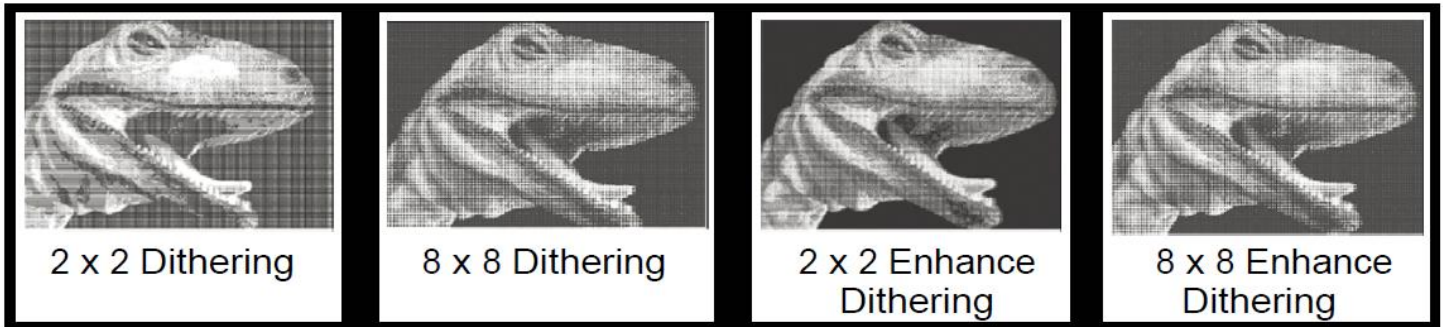 2 x 2 Dithering
8 x 8 Dithering
2 x 2 Enhance
Dithering
8 x 8 Enhance
Dithering